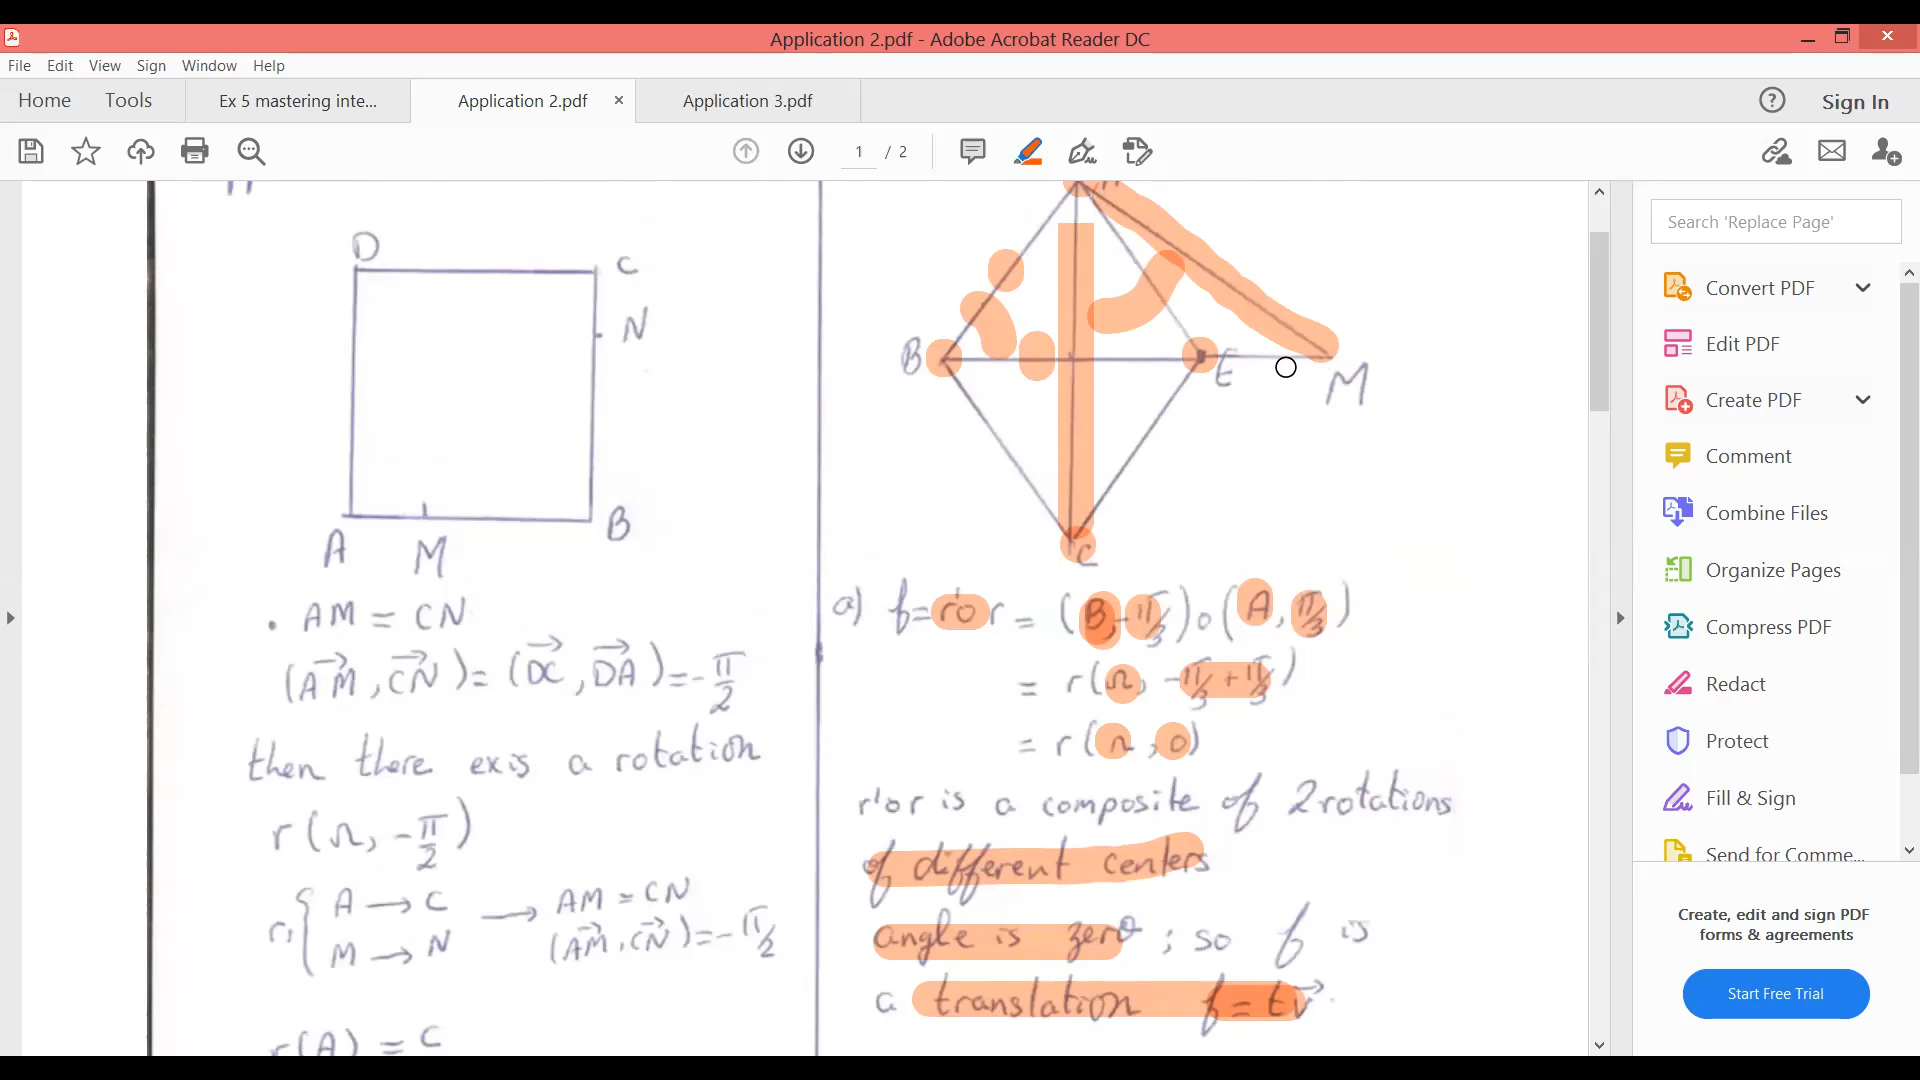 Application 2.pdf - Adobe Acrobat Reader DC
File Edit View Sign Window Help
Home Tools Ex 5 mastering inte... Application 2.pdf × Application 3.pdf
? Sign In
1 / 2
D
C
N
A
M
B
• AM = CN
(AM→, CN→) = (DC→, DA→) = -π/2
then there exis a rotation
r(Ω, -π/2)
r: { A → C
M → N
→ AM = CN
(AM→, CN→) = -π/2
r(A) = C
B
E
M
C
a) f = r'or = (B, -π/3) o (A, π/3)
= r(Ω, -π/3 + π/3)
= r(Ω, 0)
r'or is a composite of 2 rotations
of different centers
angle is zero ; so f is
a translation f = tv→.
Search 'Replace Page'
Convert PDF
Edit PDF
Create PDF
Comment
Combine Files
Organize Pages
Compress PDF
Redact
Protect
Fill & Sign
Send for Comme...
Create, edit and sign PDF
forms & agreements
Start Free Trial